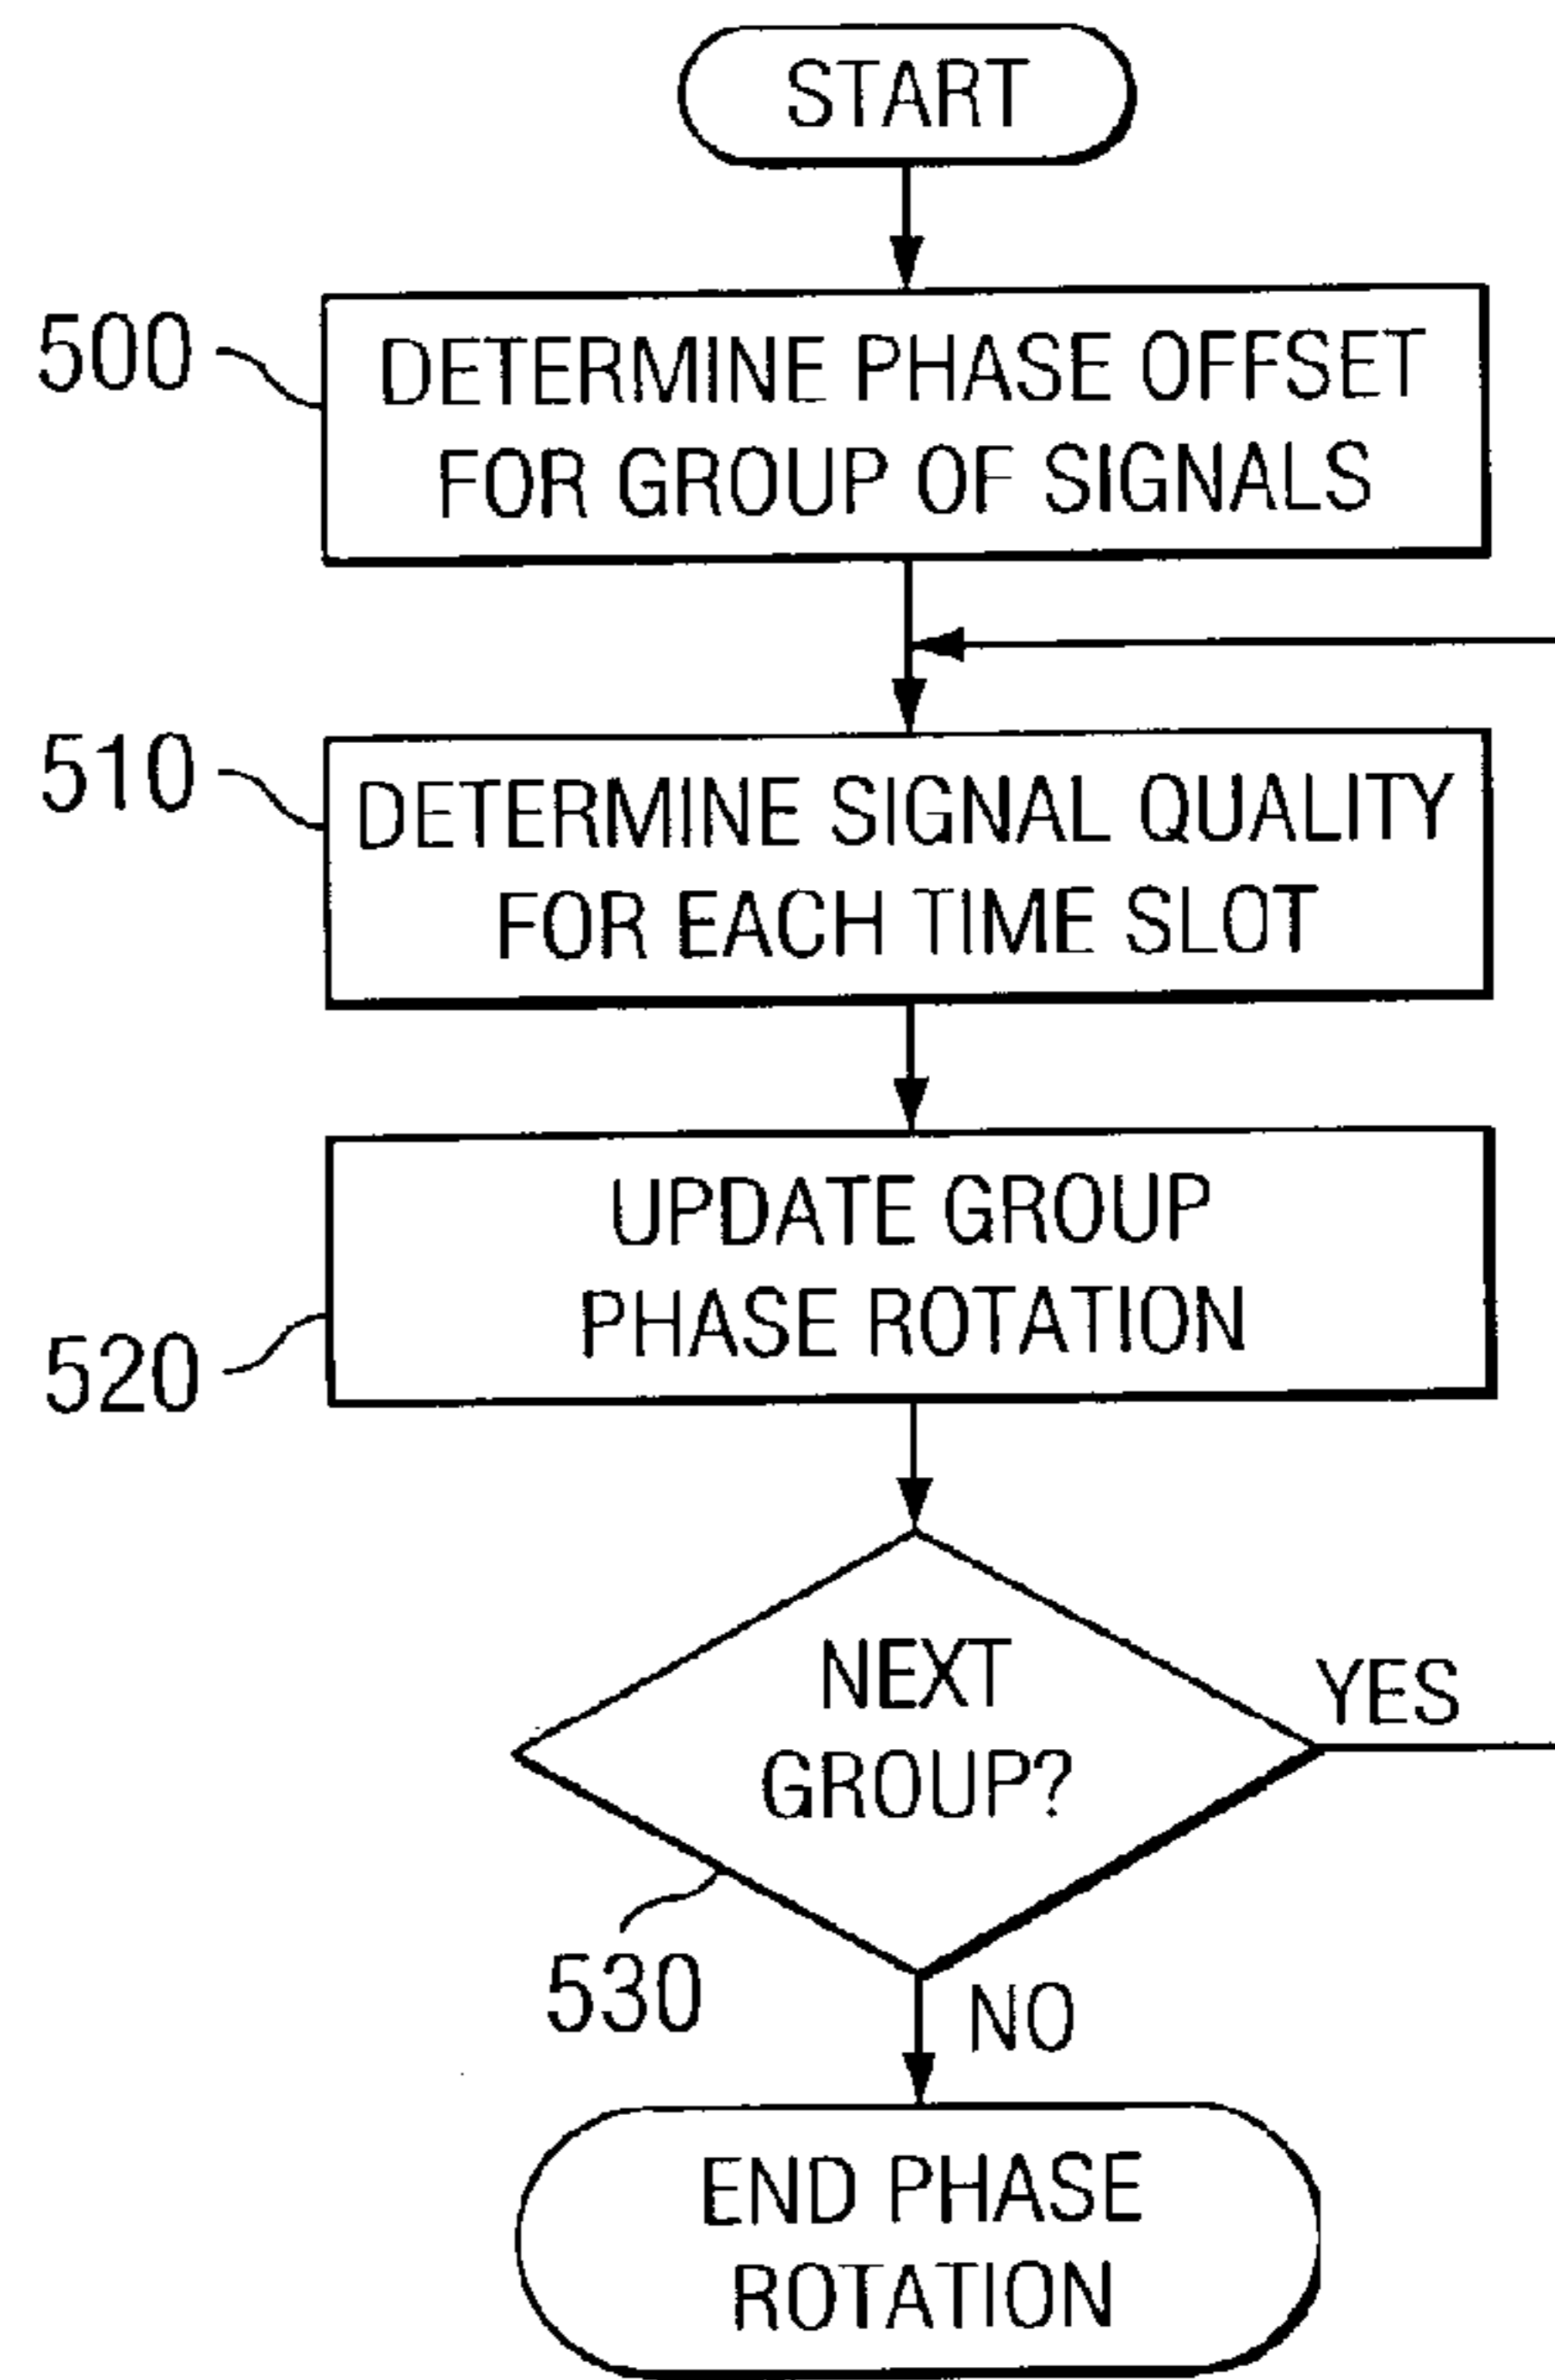 START
500
DETERMINE PHASE OFFSET
FOR GROUP OF SIGNALS
510
DETERMINE SIGNAL QUALITY
FOR EACH TIME SLOT
UPDATE GROUP
PHASE ROTATION
520
NEXT
GROUP?
YES
530
NO
END PHASE
ROTATION